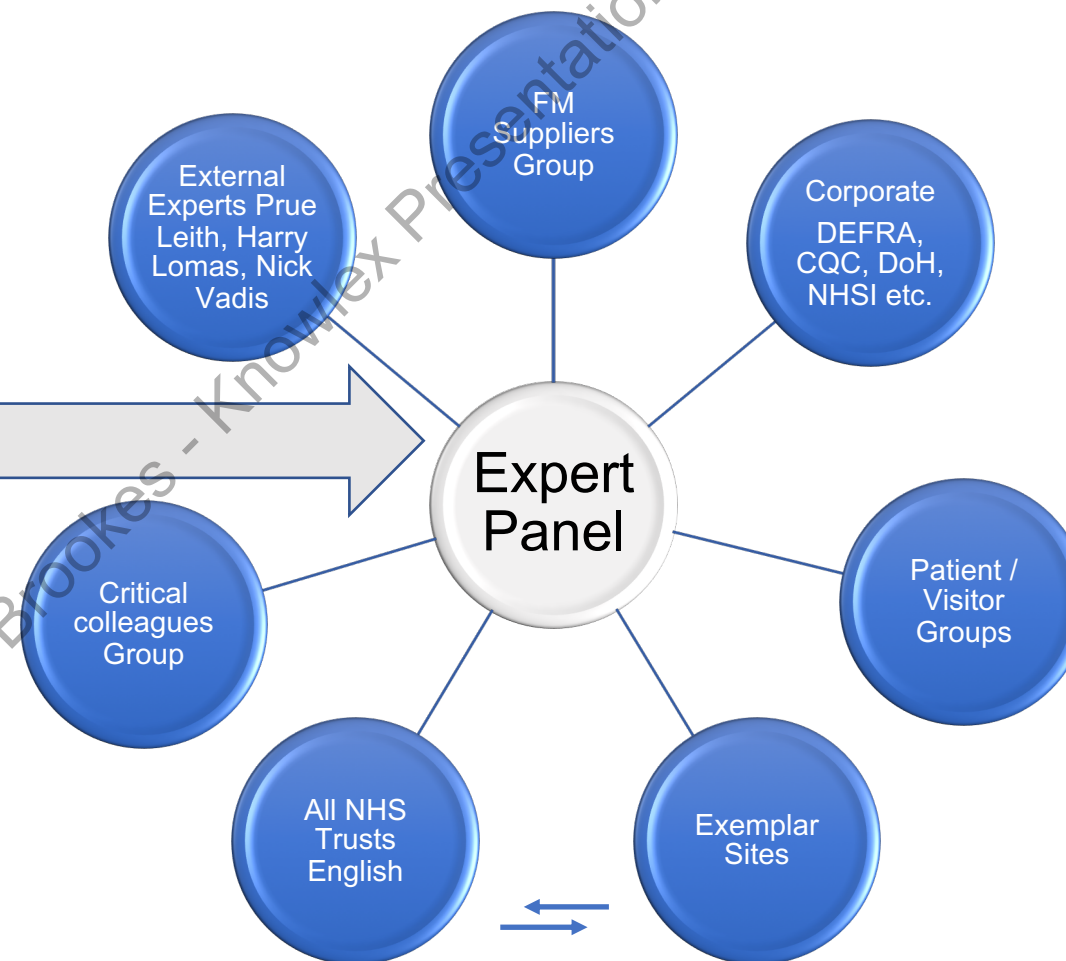 FM
Suppliers
Group
External
Experts Prue
Leith, Harry
Lomas, Nick
Vadis
Corporate
DEFRA,
CQC, DoH,
NHSI etc.
Expert
Panel
Critical
colleagues
Group
Patient /
Visitor
Groups
All NHS
Trusts
English
Exemplar
Sites
Brookes - Knowlex Presentation